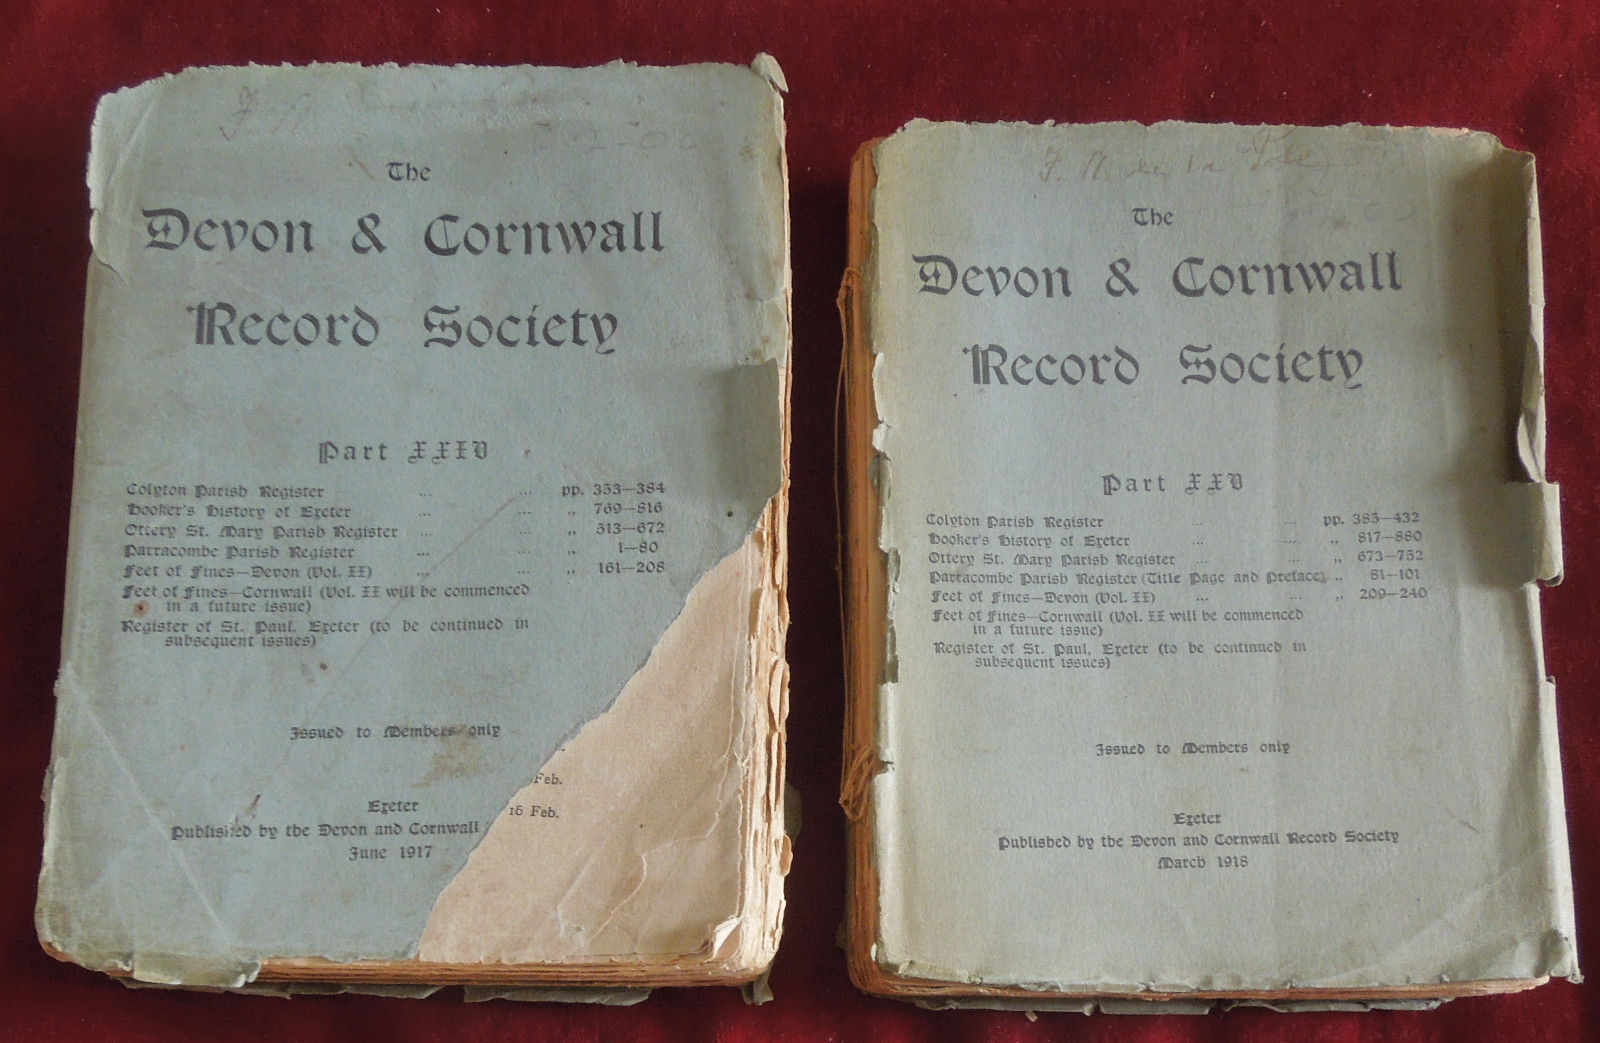 The
Devon & Cornwall
Record Society
Part XXIV
Colyton Parish Register ... ... pp. 353—384
Hooker's History of Exeter ... ... „ 769—816
Ottery St. Mary Parish Register ... ... „ 513—672
Parracombe Parish Register ... ... „ 1—80
Feet of Fines—Devon (Vol. II) ... ... „ 161—208
Feet of Fines—Cornwall (Vol. II will be commenced
in a future issue)
Register of St. Paul, Exeter (to be continued in
subsequent issues)
Issued to Members only
Feb.
16 Feb.
Exeter
Published by the Devon and Cornwall
June 1917
The
Devon & Cornwall
Record Society
Part XXV
Colyton Parish Register ... ... pp. 385—432
Hooker's History of Exeter ... ... „ 817—880
Ottery St. Mary Parish Register ... ... „ 673—752
Parracombe Parish Register (Title Page and Preface) „ 81—101
Feet of Fines—Devon (Vol. II) ... ... „ 209—240
Feet of Fines—Cornwall (Vol. II will be commenced
in a future issue)
Register of St. Paul, Exeter (to be continued in
subsequent issues)
Issued to Members only
Exeter
Published by the Devon and Cornwall Record Society
March 1918